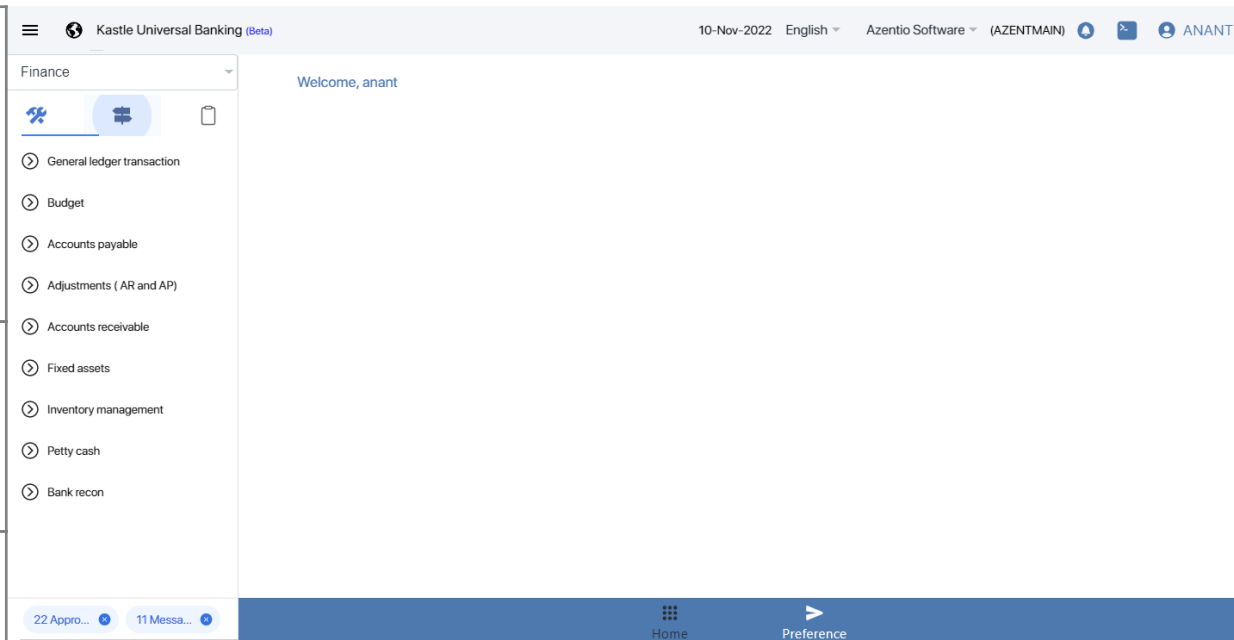 Kastle Universal Banking (Beta)
10-Nov-2022 English Azentio Software (AZENTMAIN) ANANT
Finance
Welcome, anant
General ledger transaction
Budget
Accounts payable
Adjustments ( AR and AP)
Accounts receivable
Fixed assets
Inventory management
Petty cash
Bank recon
22 Appro... 11 Messa...
Home Preference